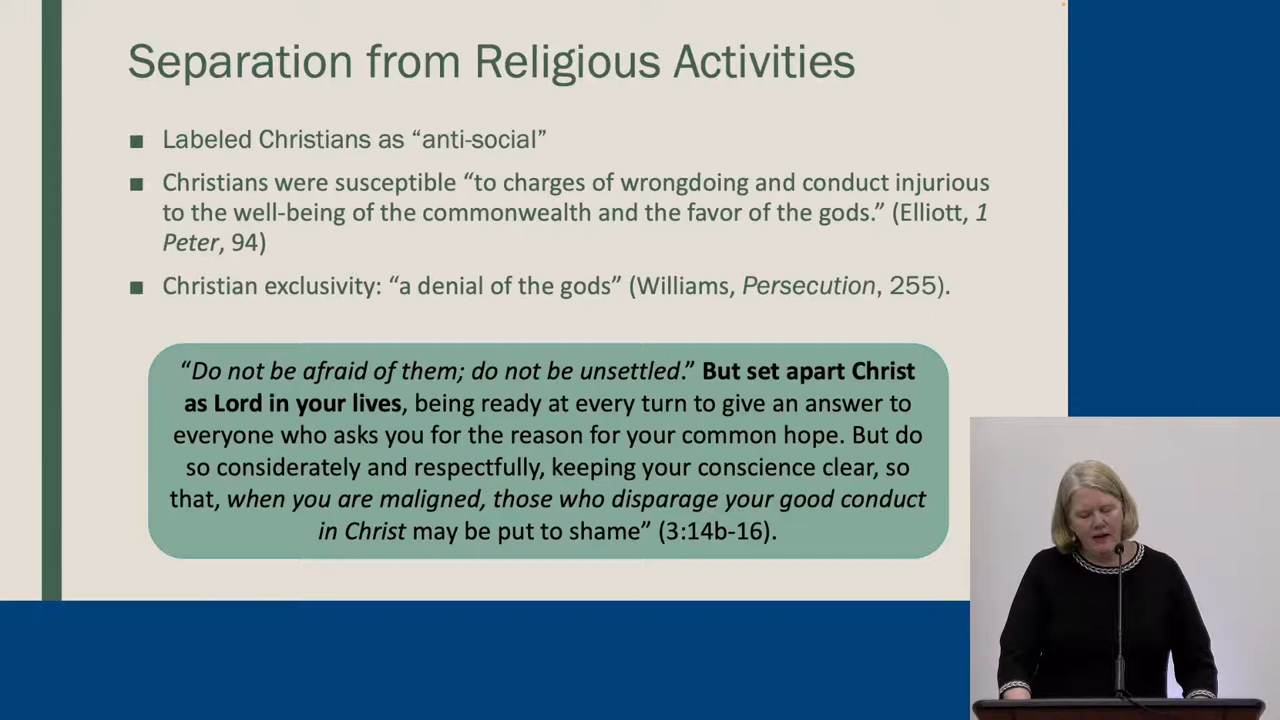 Separation from Religious Activities
■ Labeled Christians as “anti-social”
■ Christians were susceptible “to charges of wrongdoing and conduct injurious
to the well-being of the commonwealth and the favor of the gods.” (Elliott, 1
Peter, 94)
■ Christian exclusivity: “a denial of the gods” (Williams, Persecution, 255).
“Do not be afraid of them; do not be unsettled.” But set apart Christ
as Lord in your lives, being ready at every turn to give an answer to
everyone who asks you for the reason for your common hope. But do
so considerately and respectfully, keeping your conscience clear, so
that, when you are maligned, those who disparage your good conduct
in Christ may be put to shame” (3:14b-16).